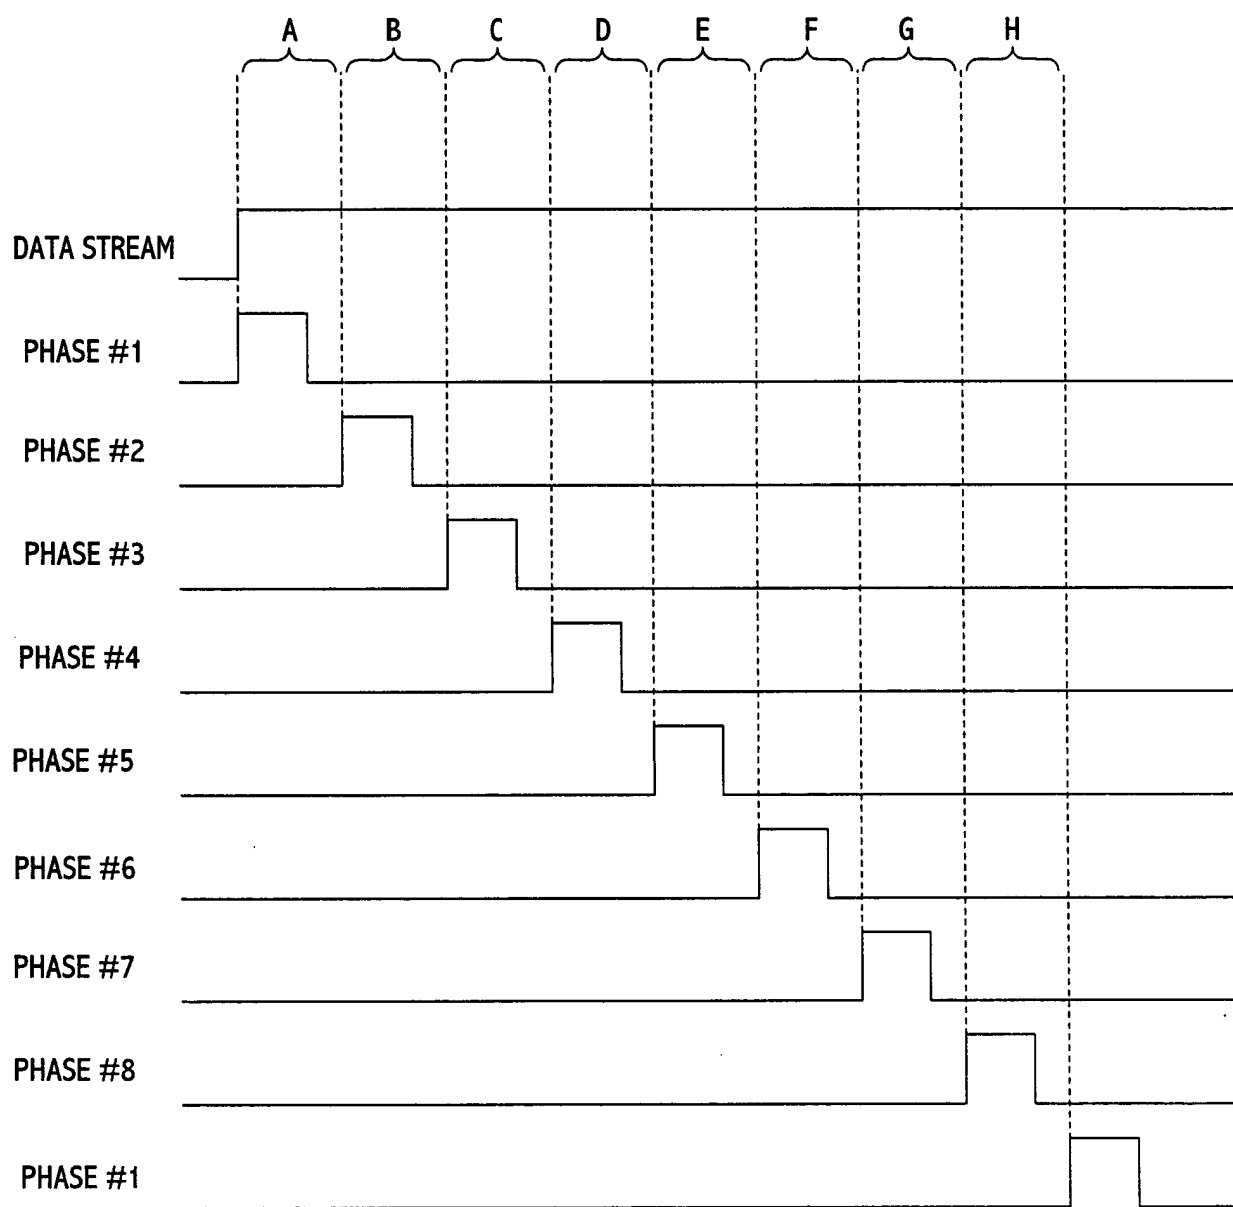 A B C D E F G H
DATA STREAM
PHASE #1
PHASE #2
PHASE #3
PHASE #4
PHASE #5
PHASE #6
PHASE #7
PHASE #8
PHASE #1